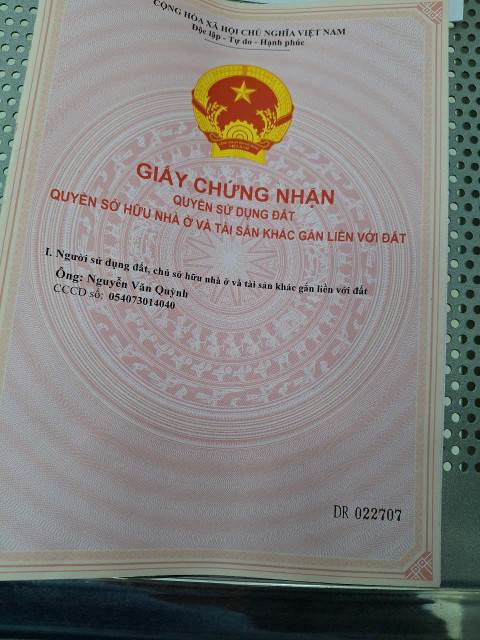 CỘNG HÒA XÃ HỘI CHỦ NGHĨA VIỆT NAM
Độc lập - Tự do - Hạnh phúc
GIẤY CHỨNG NHẬN
QUYỀN SỬ DỤNG ĐẤT
QUYỀN SỞ HỮU NHÀ Ở VÀ TÀI SẢN KHÁC GẮN LIỀN VỚI ĐẤT
I. Người sử dụng đất, chủ sở hữu nhà ở và tài sản khác gắn liền với đất
Ông: Nguyễn Văn Quỳnh
CCCD số: 054073014040
DR 022707